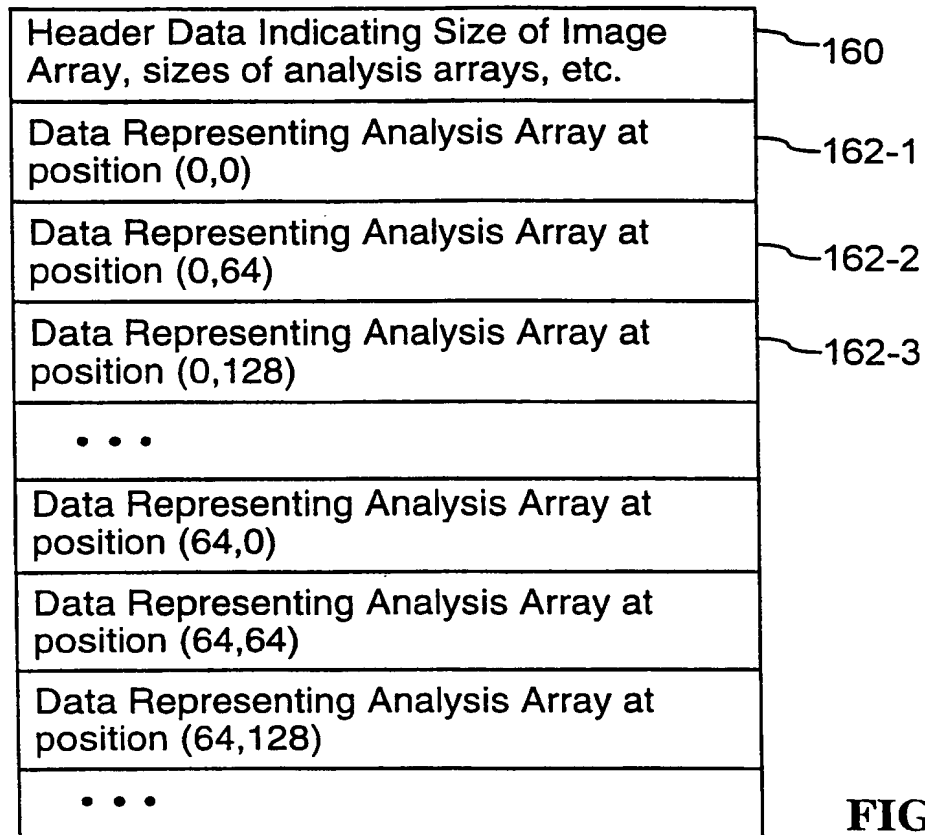 Header Data Indicating Size of Image
Array, sizes of analysis arrays, etc.
160
Data Representing Analysis Array at
position (0,0)
162-1
Data Representing Analysis Array at
position (0,64)
162-2
Data Representing Analysis Array at
position (0,128)
162-3
• • •
Data Representing Analysis Array at
position (64,0)
Data Representing Analysis Array at
position (64,64)
Data Representing Analysis Array at
position (64,128)
• • •
FIG